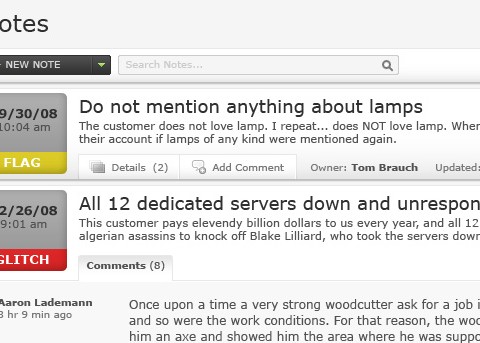 otes
NEW NOTE
Search Notes...
9/30/08
10:04 am
FLAG
Do not mention anything about lamps
The customer does not love lamp. I repeat... does NOT love lamp. Wher
their account if lamps of any kind were mentioned again.
Details (2)
Add Comment
Owner: Tom Brauch
Updated:
2/26/08
9:01 am
GLITCH
All 12 dedicated servers down and unrespon
This customer pays elevendy billion dollars to us every year, and all 12
algerian asassins to knock off Blake Lilliard, who took the servers down
Comments (8)
Aaron Lademann
8 hr 9 min ago
Once upon a time a very strong woodcutter ask for a job i
and so were the work conditions. For that reason, the woo
him an axe and showed him the area where he was suppo